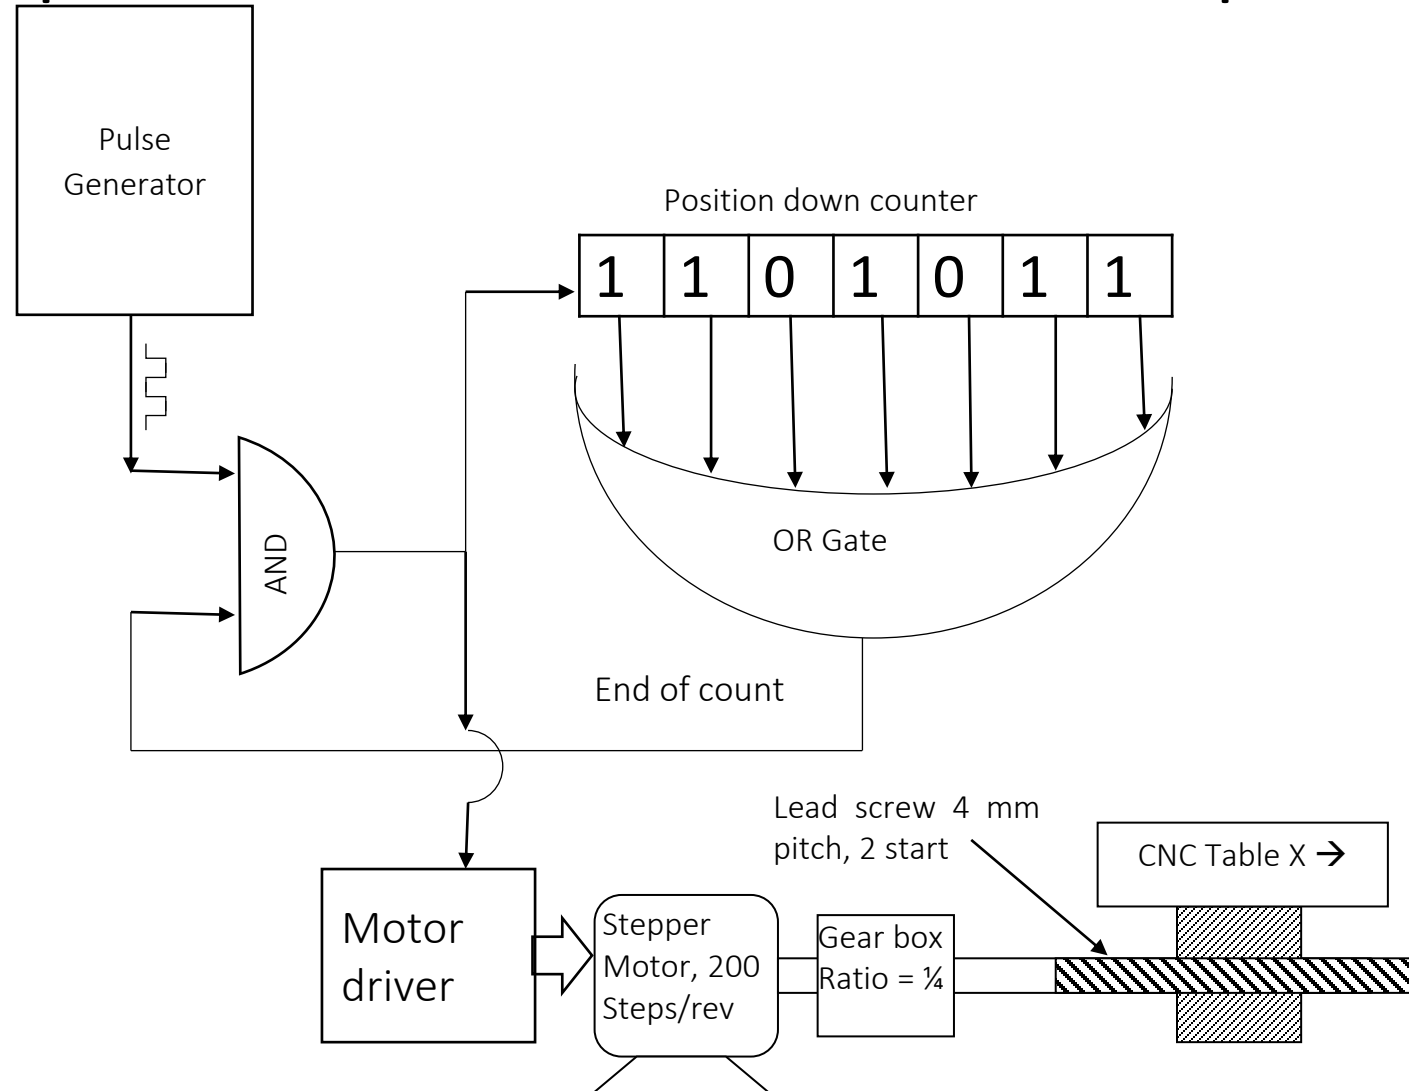 Pulse
Generator
Position down counter
1 1 0 1 0 1 1
AND
OR Gate
End of count
Lead screw 4 mm
pitch, 2 start
CNC Table X →
Motor
driver
Stepper
Motor, 200
Steps/rev
Gear box
Ratio = ¼